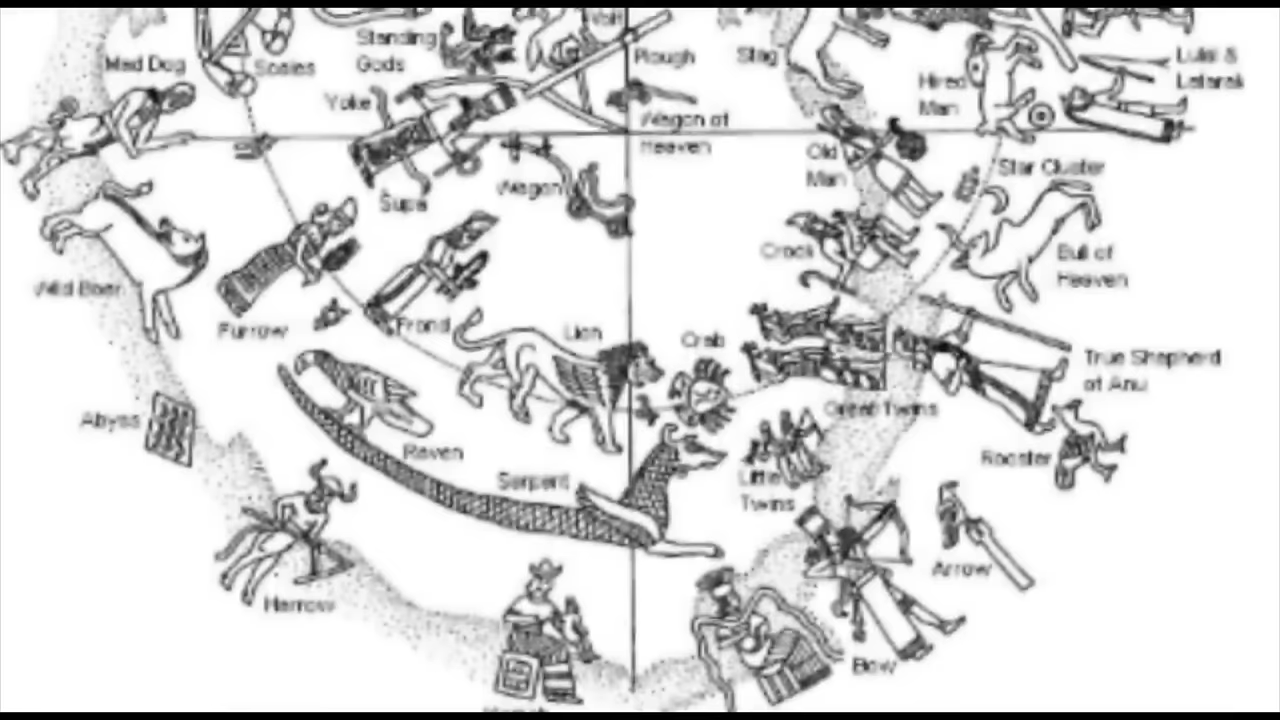 Mad Dog
Scales
Standing
Gods
Plough
Stag
Hired
Man
Lulal &
Latarak
Yoke
Wagon of
Heaven
Old
Man
Star Cluster
Šupa
Wagon
Crook
Bull of
Heaven
Wild Boar
Furrow
Frond
Lion
Crab
True Shepherd
of Anu
Abyss
Great Twins
Raven
Rooster
Serpent
Little
Twins
Arrow
Harrow
Bow